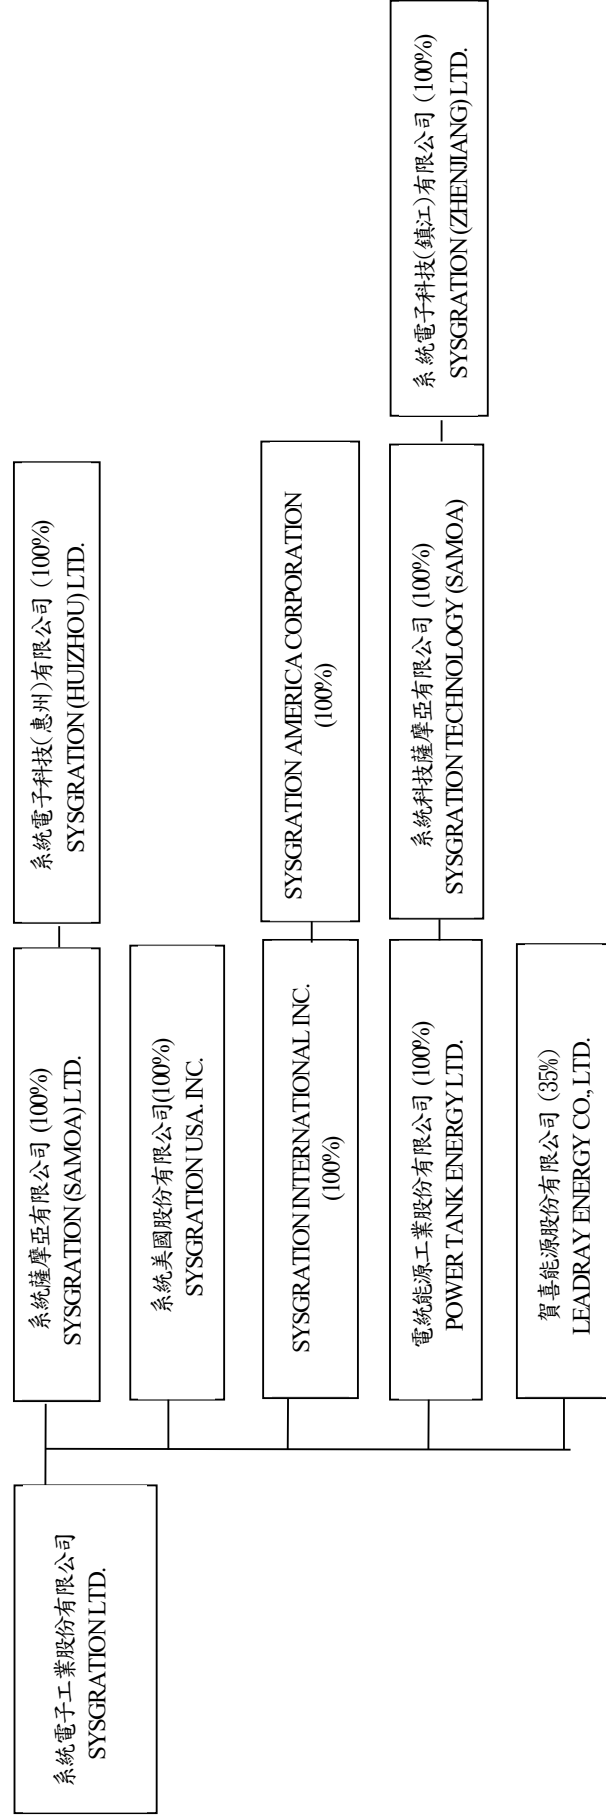 系統電子工業股份有限公司
SYSGRATION LTD.
系統薩摩亞有限公司 (100%)
SYSGRATION (SAMOA) LTD.
系統電子科技(惠州)有限公司 (100%)
SYSGRATION (HUIZHOU) LTD.
系統美國股份有限公司(100%)
SYSGRATION USA. INC.
SYSGRATION INTERNATIONAL INC.
(100%)
SYSGRATION AMERICA CORPORATION
(100%)
電統能源工業股份有限公司 (100%)
POWER TANK ENERGY LTD.
系統科技薩摩亞有限公司 (100%)
SYSGRATION TECHNOLOGY (SAMOA)
系統電子科技(鎮江)有限公司 (100%)
SYSGRATION (ZHENJIANG) LTD.
賀喜能源股份有限公司 (35%)
LEADRAY ENERGY CO., LTD.